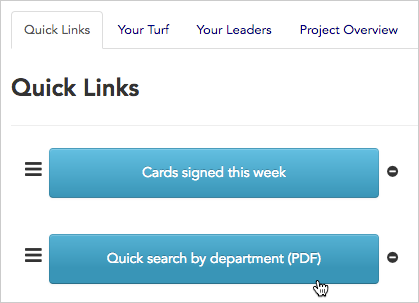 Quick Links Your Turf Your Leaders Project Overview
Quick Links
Cards signed this week
Quick search by department (PDF)